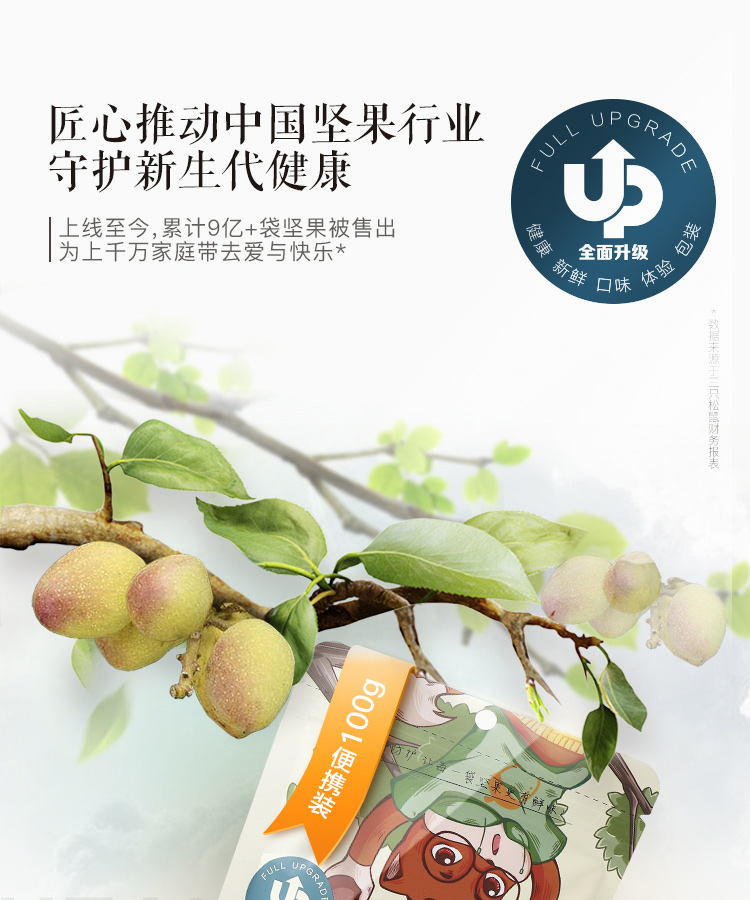 匠心推动中国坚果行业
守护新生代健康
上线至今,累计9亿+袋坚果被售出
为上千万家庭带去爱与快乐*
FULL UPGRADE
UP
全面升级
健康 新鲜 口味 体验 包装
*数据来源于三只松鼠财务报表
100g
便携装
袋坚果
FULL UPGRADE